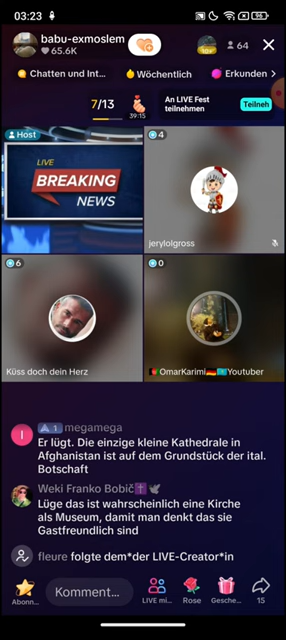 03:23
96
babu-exmoslem
65.6K
64
Chatten und Int...
Wöchentlich
Erkunden
7/13
39:15
An LIVE Fest
teilnehmen
Teilneh
Host
LIVE
BREAKING
NEWS
4
jerylolgross
6
Küss doch dein Herz
0
OmarKarimi🇩🇪Youtuber
I
1 megamega
Er lügt. Die einzige kleine Kathedrale in
Afghanistan ist auf dem Grundstück der ital.
Botschaft
Weki Franko Bobič✝️🕊️
Lüge das ist wahrscheinlich eine Kirche
als Museum, damit man denkt das sie
Gastfreundlich sind
fleure folgte dem*der LIVE-Creator*in
Abonn...
Komment...
LIVE mi...
Rose
Gesche...
15